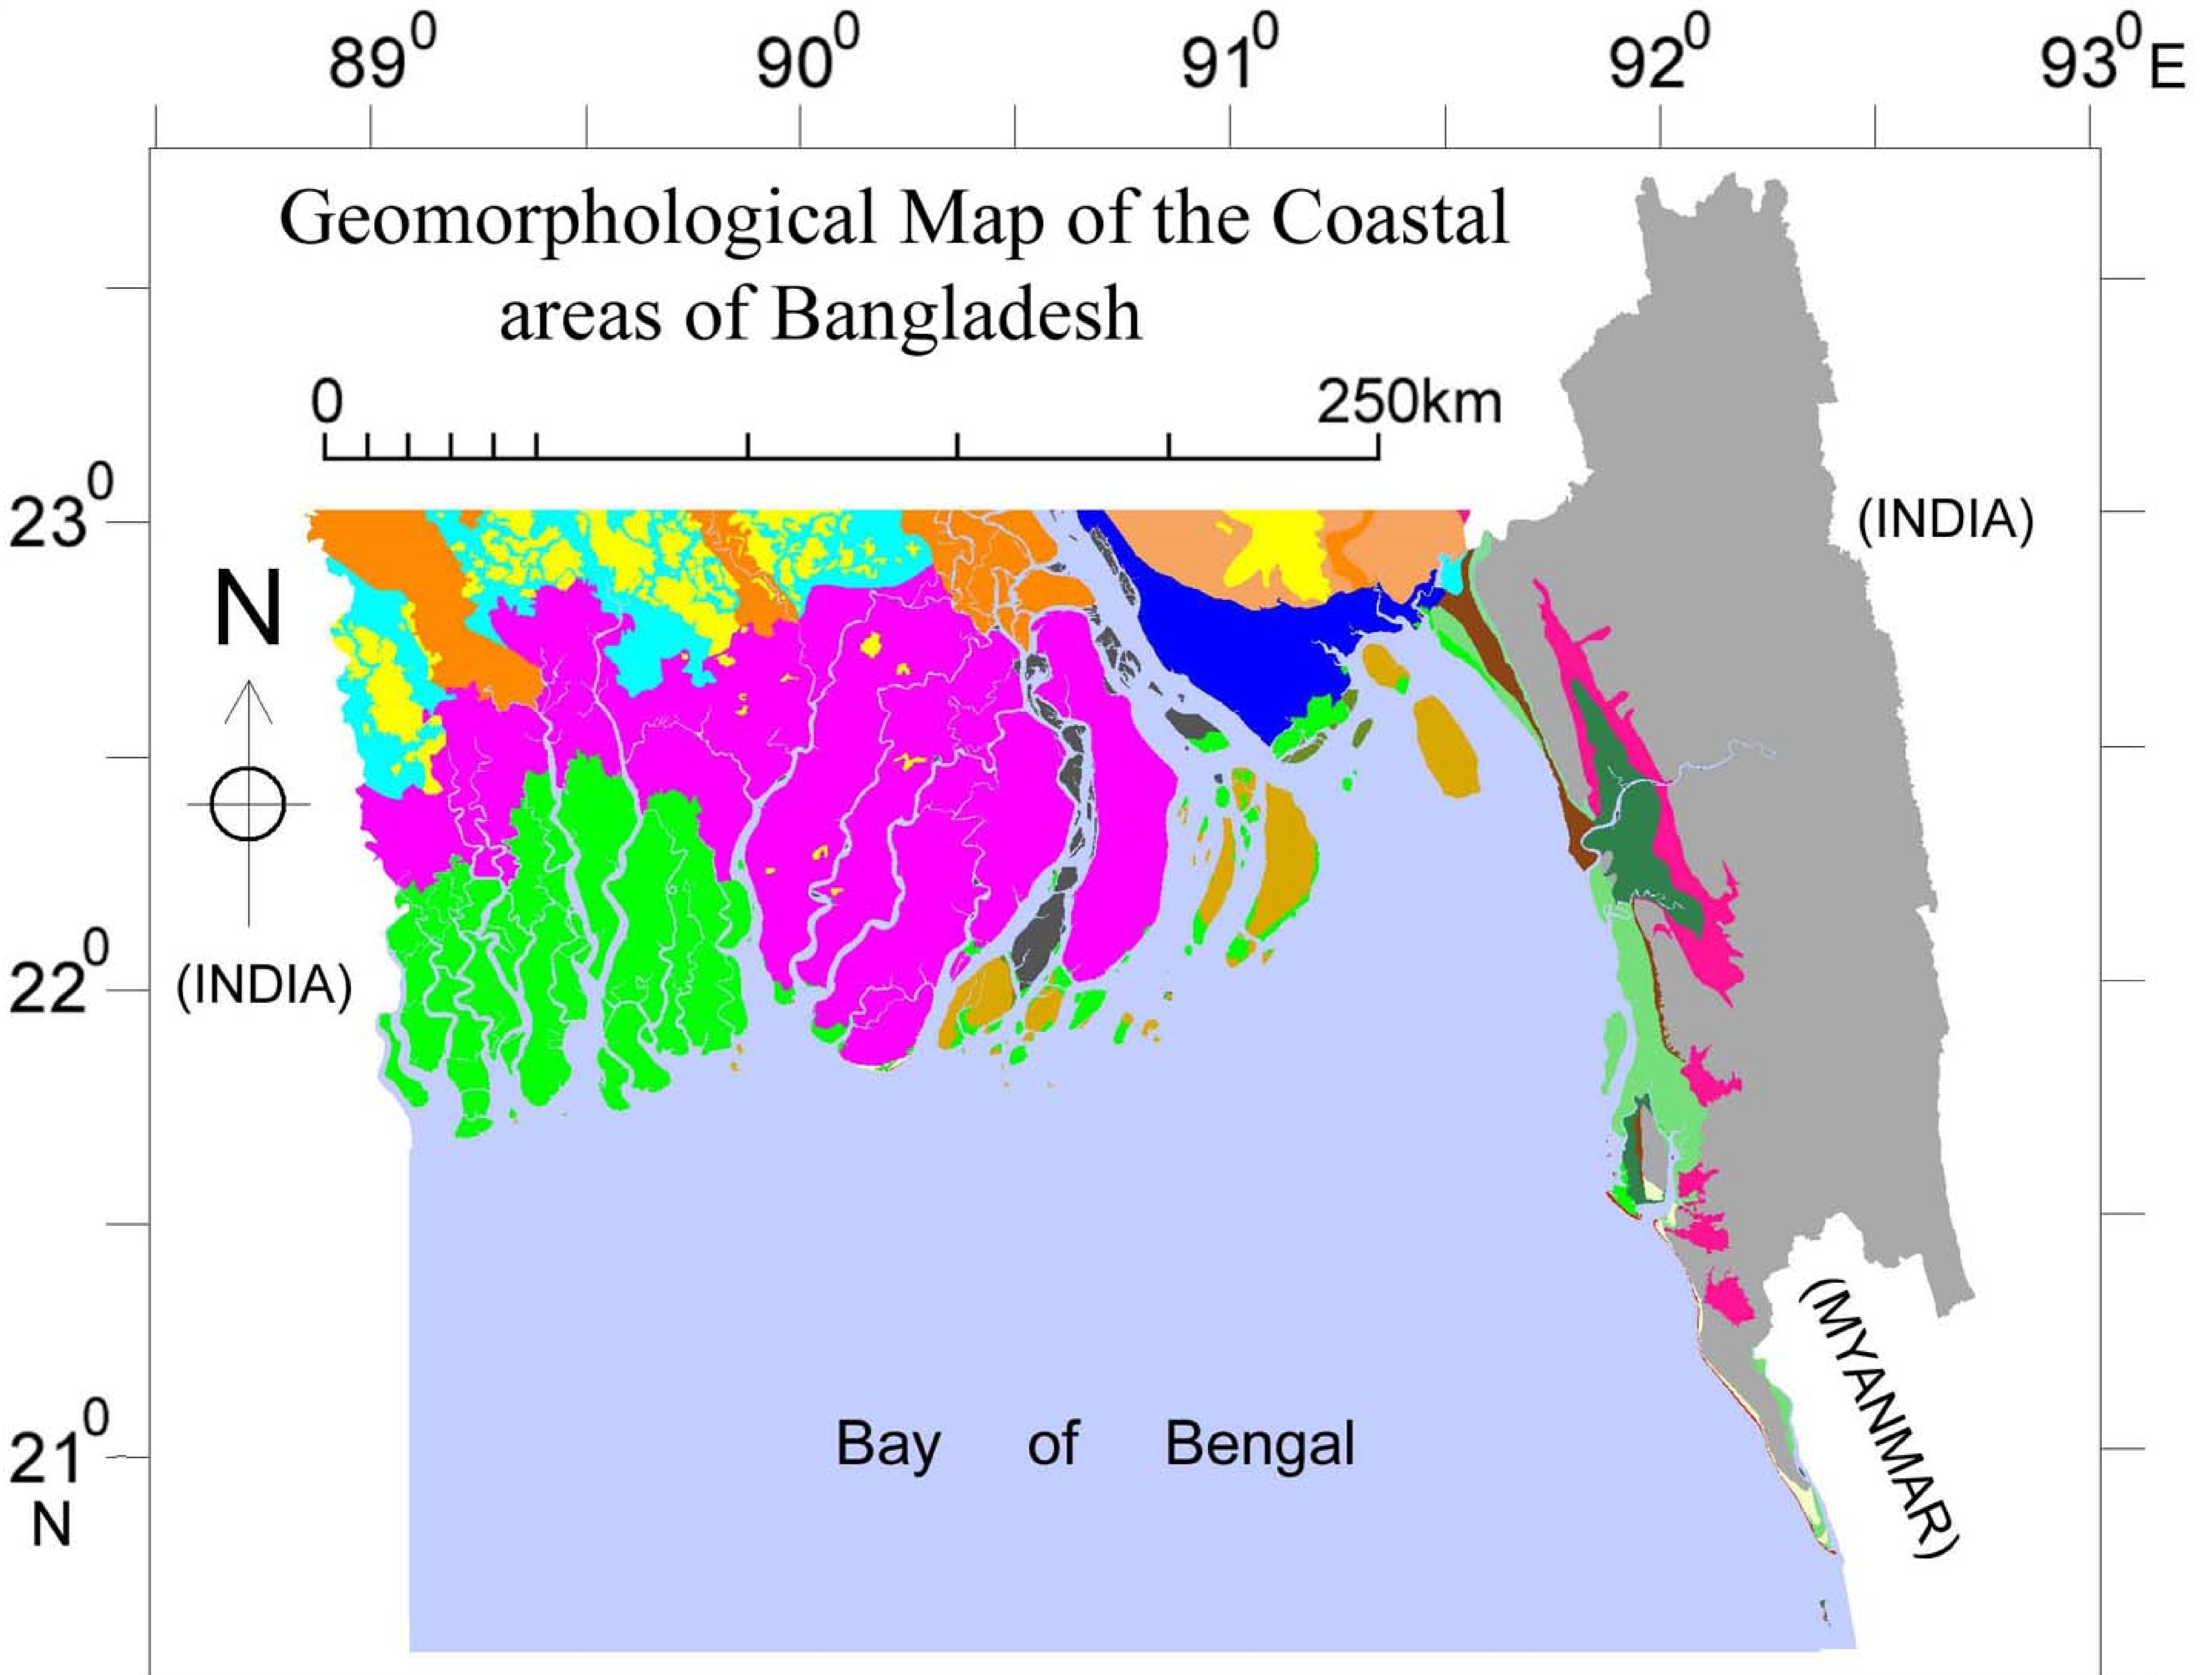 89⁰ 90⁰ 91⁰ 92⁰ 93⁰E
Geomorphological Map of the Coastal
areas of Bangladesh
0 250km
23⁰
(INDIA)
N
22⁰
(INDIA)
(MYANMAR)
21⁰
N
Bay of Bengal